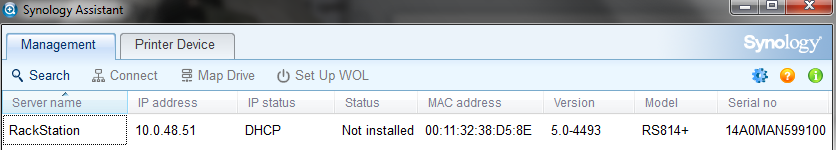 Synology Assistant
Management Printer Device Synology
Search Connect Map Drive Set Up WOL
Server name IP address IP status Status MAC address Version Model Serial no
RackStation 10.0.48.51 DHCP Not installed 00:11:32:38:D5:8E 5.0-4493 RS814+ 14A0MAN599100